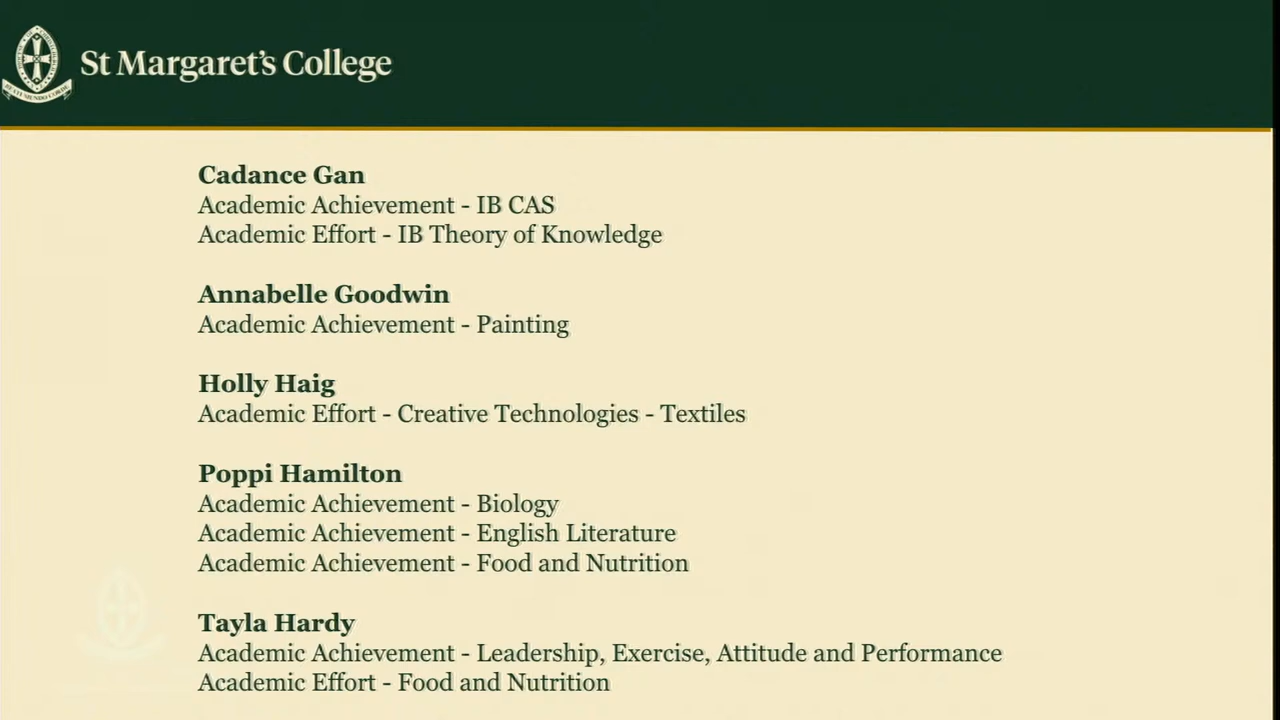 St Margaret's College
Cadance Gan
Academic Achievement - IB CAS
Academic Effort - IB Theory of Knowledge
Annabelle Goodwin
Academic Achievement - Painting
Holly Haig
Academic Effort - Creative Technologies - Textiles
Poppi Hamilton
Academic Achievement - Biology
Academic Achievement - English Literature
Academic Achievement - Food and Nutrition
Tayla Hardy
Academic Achievement - Leadership, Exercise, Attitude and Performance
Academic Effort - Food and Nutrition